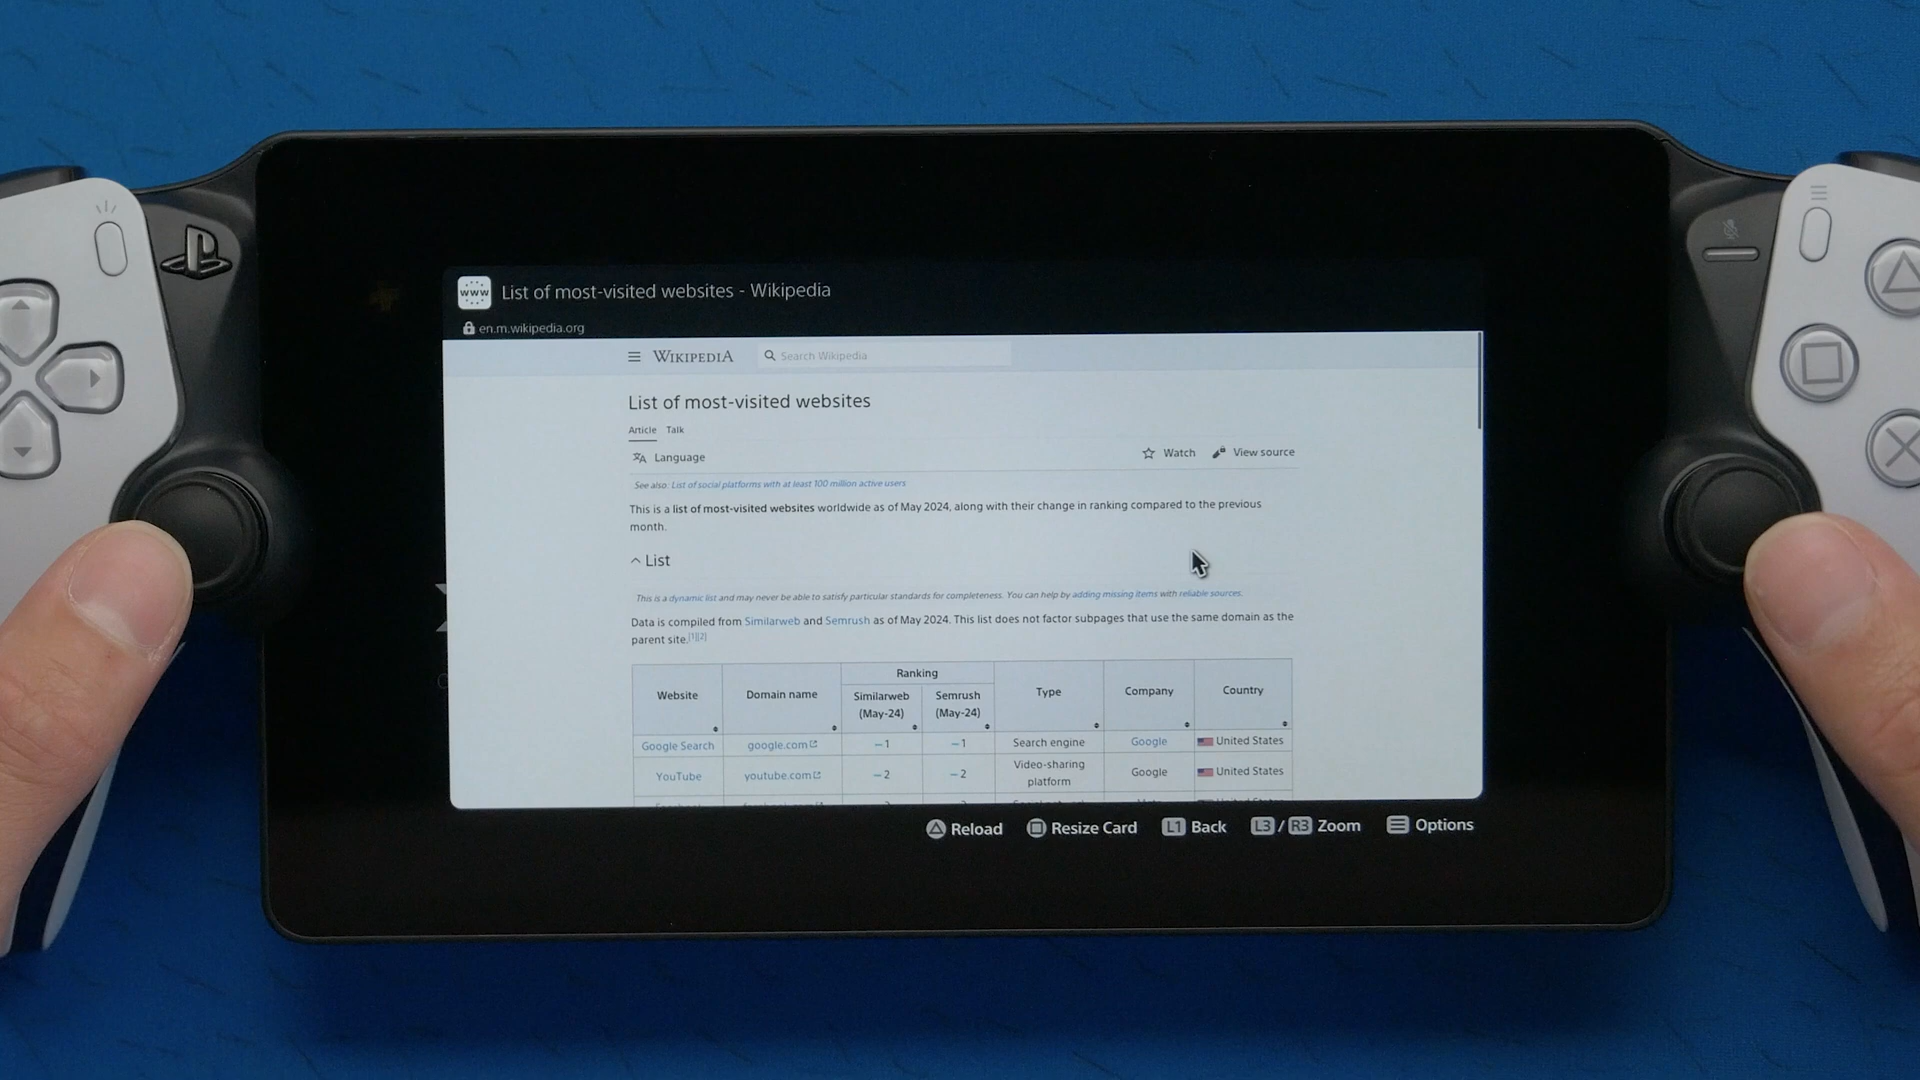 www
List of most-visited websites - Wikipedia
en.m.wikipedia.org
WIKIPEDIA
Search Wikipedia
List of most-visited websites
Article Talk
Language
Watch
View source
See also: List of social platforms with at least 100 million active users
This is a list of most-visited websites worldwide as of May 2024, along with their change in ranking compared to the previous
month.
List
This is a dynamic list and may never be able to satisfy particular standards for completeness. You can help by adding missing items with reliable sources.
Data is compiled from Similarweb and Semrush as of May 2024. This list does not factor subpages that use the same domain as the
parent site.[1][2]
Website
Domain name
Ranking
Similarweb
(May-24)
Semrush
(May-24)
Type
Company
Country
Google Search google.com –1 –1 Search engine Google United States
YouTube youtube.com –2 –2 Video-sharing
platform Google United States
Reload Resize Card L1 Back L3 / R3 Zoom Options